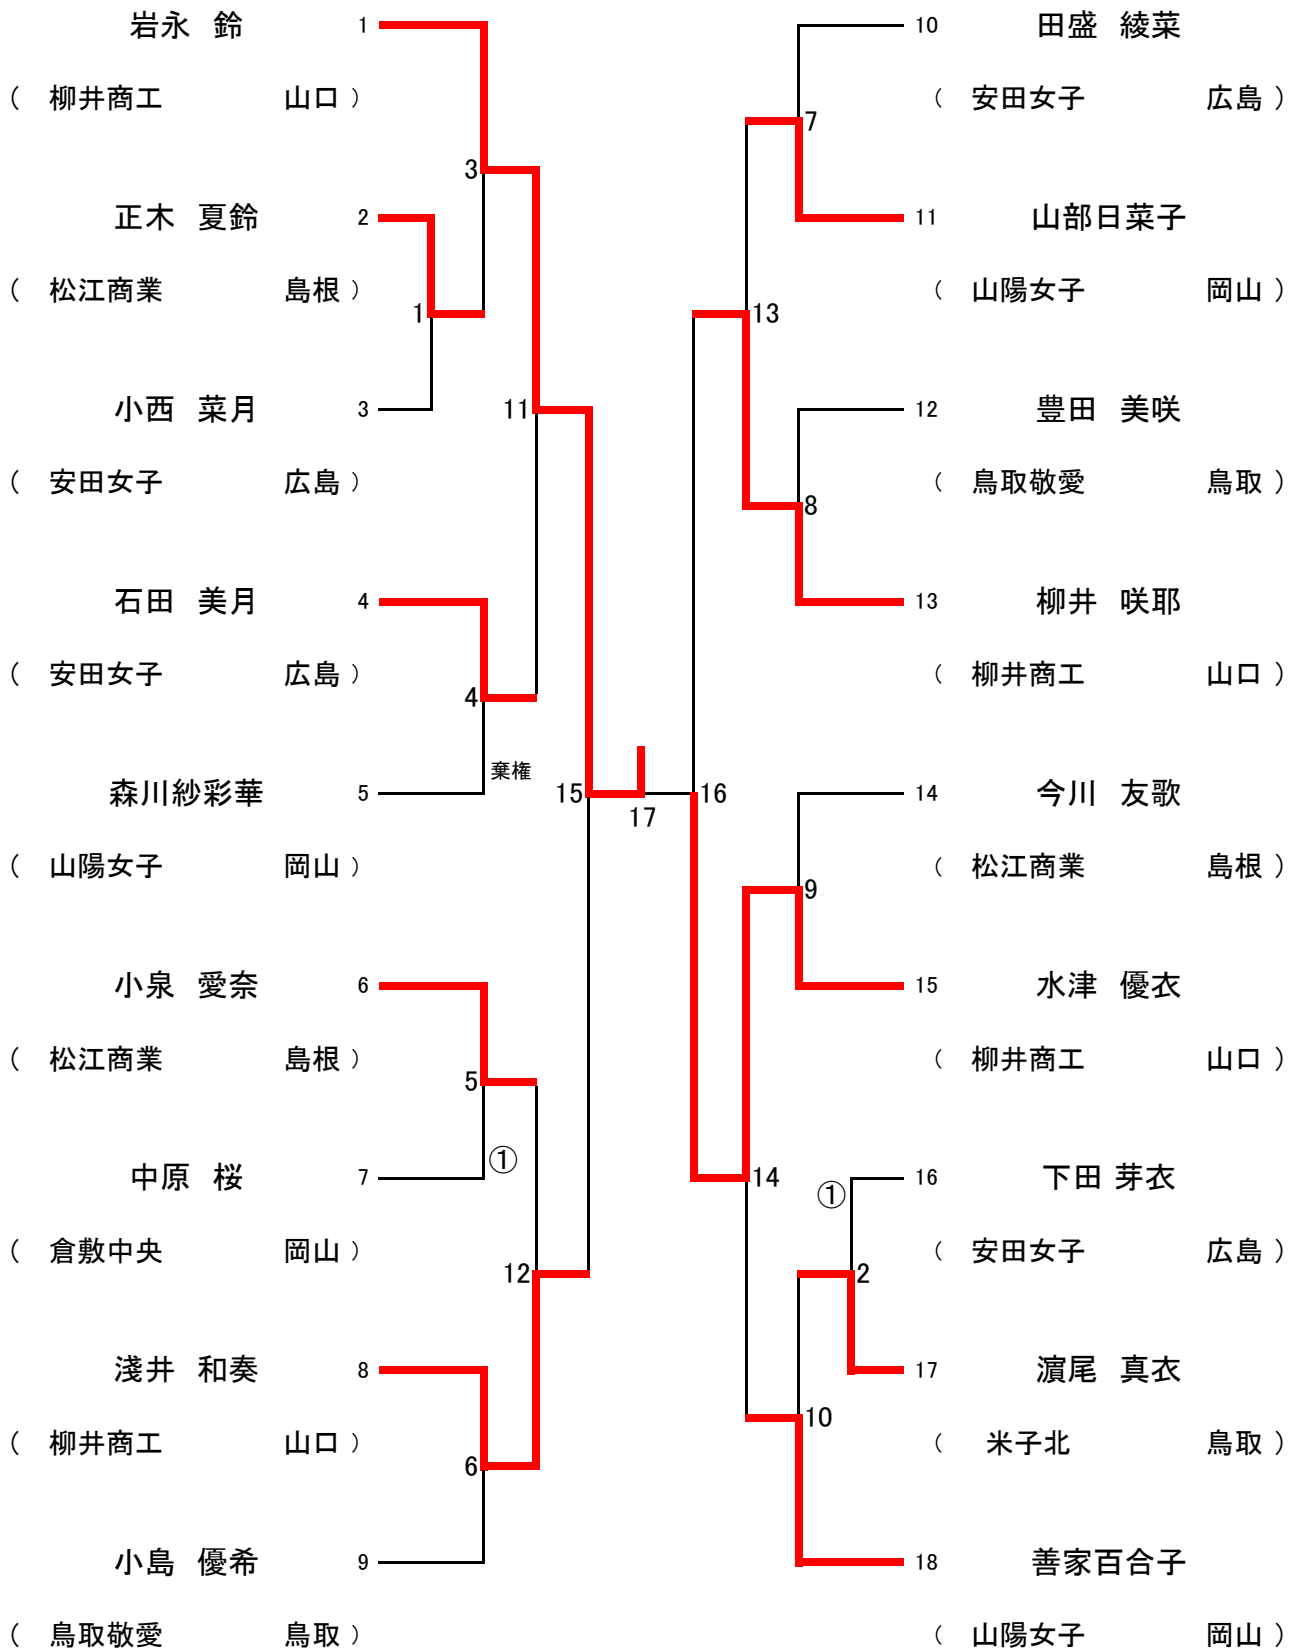 岩永 鈴 1
( 柳井商工 山口 )
3
正木 夏鈴 2
( 松江商業 島根 )
1
小西 菜月 3
11
( 安田女子 広島 )
石田 美月 4
( 安田女子 広島 )
4
棄権
森川紗彩華 5
15
17
( 山陽女子 岡山 )
小泉 愛奈 6
( 松江商業 島根 )
5
①
中原 桜 7
( 倉敷中央 岡山 )
12
淺井 和奏 8
( 柳井商工 山口 )
6
小島 優希 9
( 鳥取敬愛 鳥取 )
10 田盛 綾菜
( 安田女子 広島 )
7
11 山部日菜子
( 山陽女子 岡山 )
13
12 豊田 美咲
( 鳥取敬愛 鳥取 )
8
13 柳井 咲耶
( 柳井商工 山口 )
16
14 今川 友歌
( 松江商業 島根 )
9
15 水津 優衣
( 柳井商工 山口 )
14
16 下田 芽衣
①
( 安田女子 広島 )
2
17 濵尾 真衣
10
( 米子北 鳥取 )
18 善家百合子
( 山陽女子 岡山 )